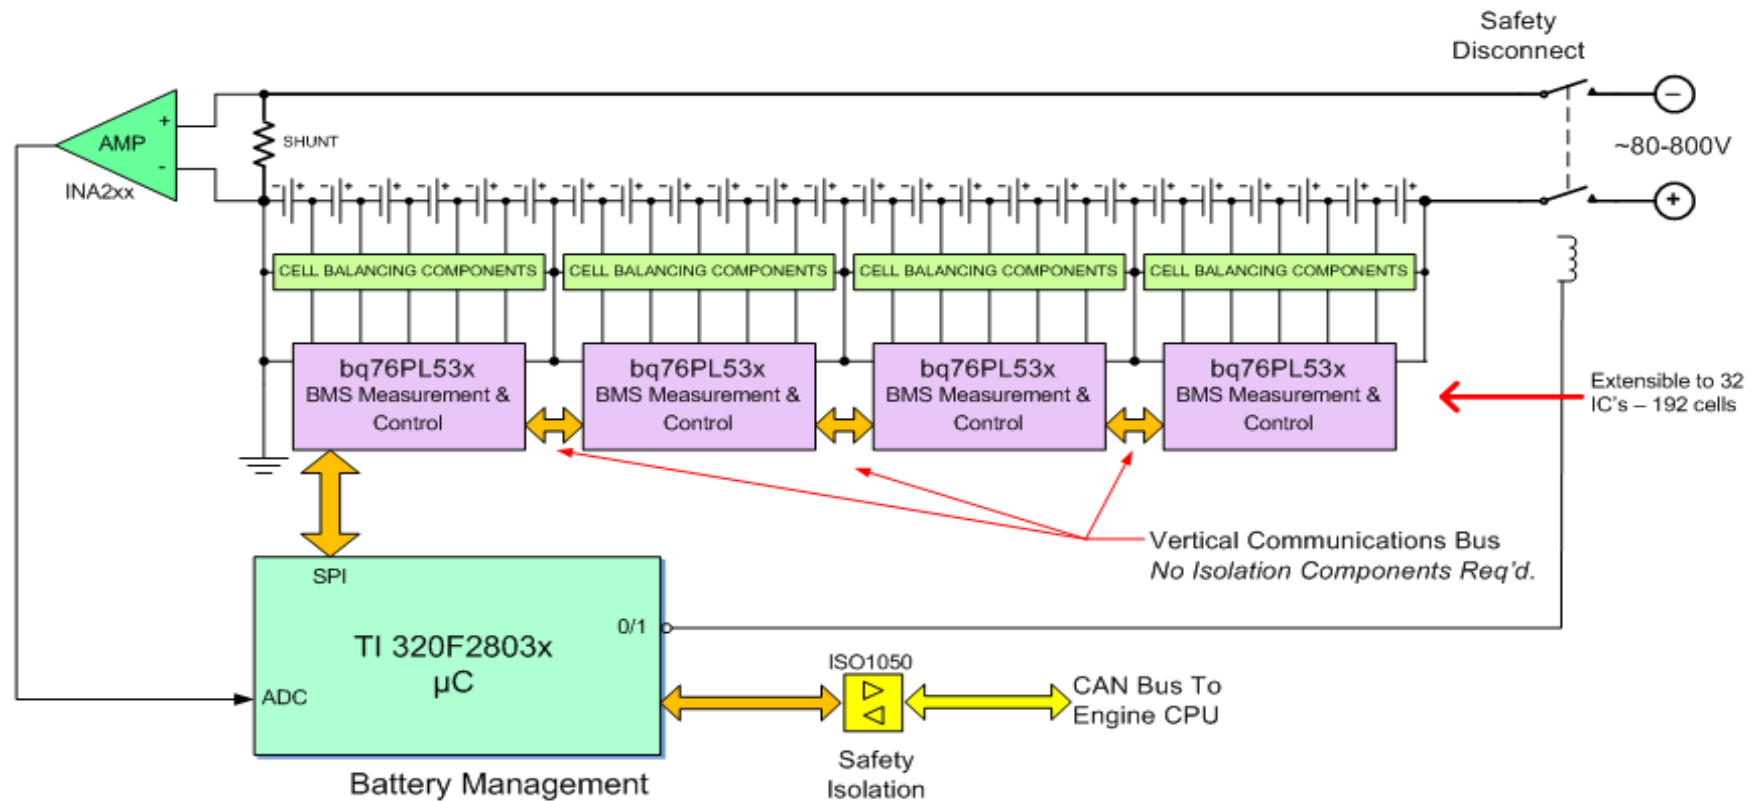 Safety
Disconnect
+
AMP
-
INA2xx
SHUNT
− + − + − + − + − + − + − + − + − + − + − + − + − + − + − + − + − + − + − + − + − + − + − + − +
−
~80-800V
+
CELL BALANCING COMPONENTS
CELL BALANCING COMPONENTS
CELL BALANCING COMPONENTS
CELL BALANCING COMPONENTS
bq76PL53x
BMS Measurement &
Control
bq76PL53x
BMS Measurement &
Control
bq76PL53x
BMS Measurement &
Control
bq76PL53x
BMS Measurement &
Control
Extensible to 32
IC's – 192 cells
Vertical Communications Bus
No Isolation Components Req'd.
SPI
0/1
TI 320F2803x
µC
ADC
ISO1050
CAN Bus To
Engine CPU
Safety
Isolation
Battery Management